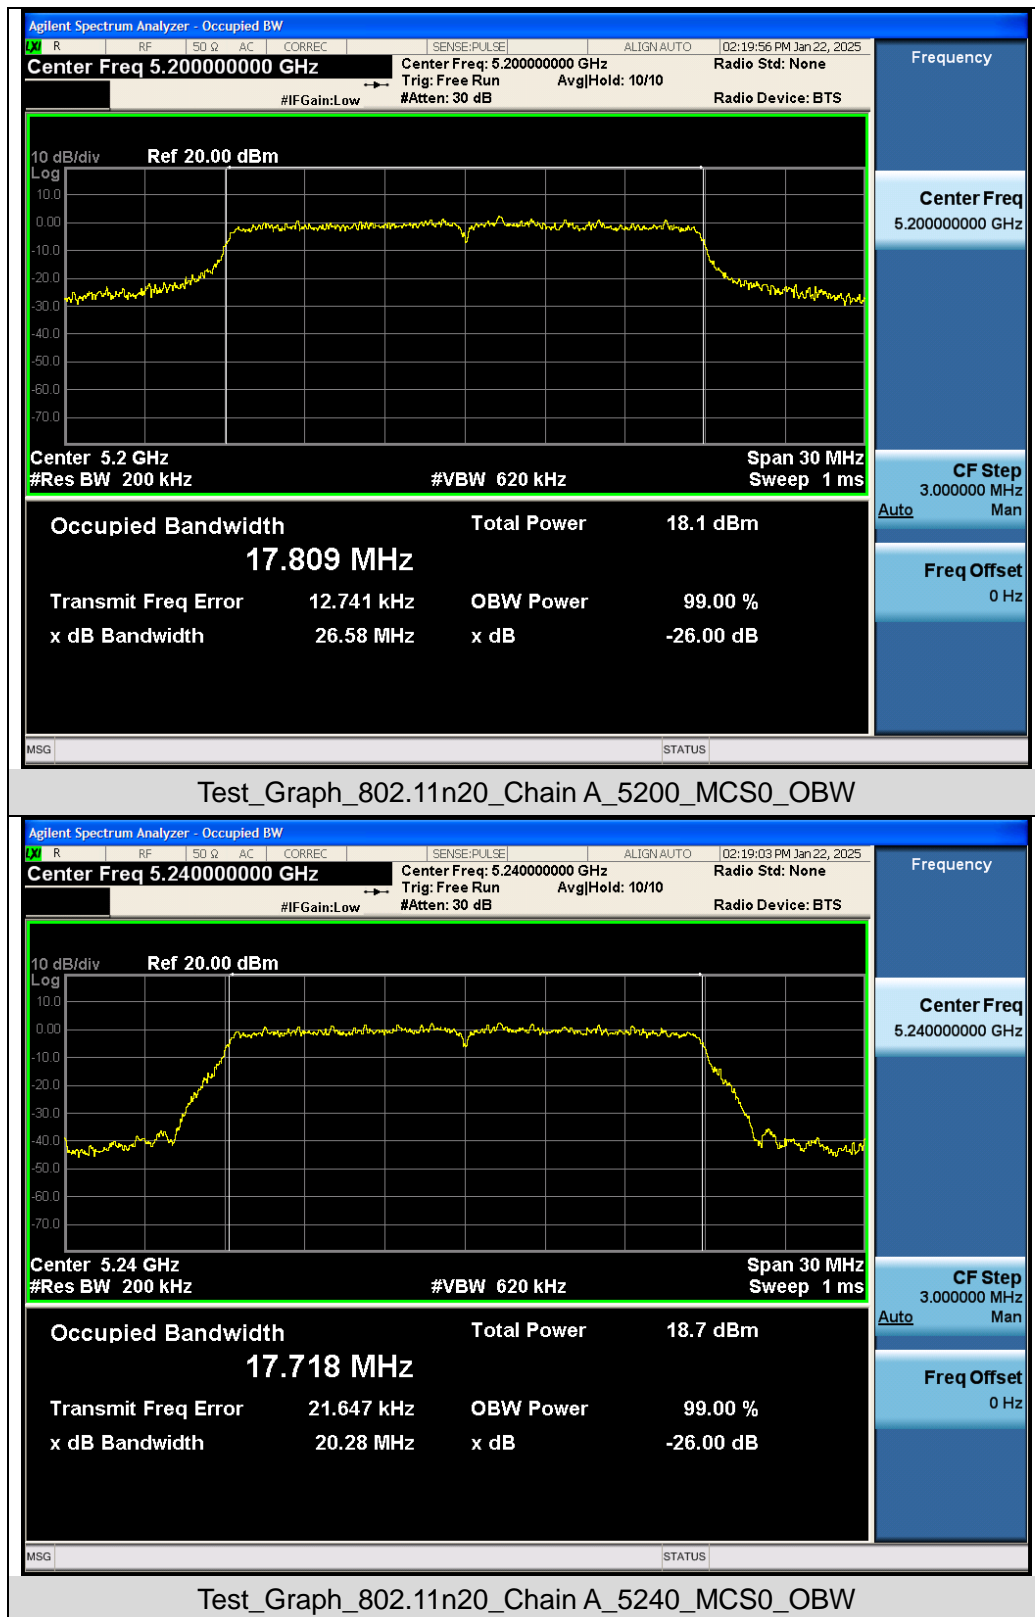 Agilent Spectrum Analyzer - Occupied BW
LXI R RF 50 Ω AC CORREC SENSE:PULSE ALIGN AUTO 02:19:56 PM Jan 22, 2025
Center Freq 5.200000000 GHz
Center Freq: 5.200000000 GHz
Radio Std: None
Trig: Free Run Avg|Hold: 10/10
#IFGain:Low
#Atten: 30 dB
Radio Device: BTS
Frequency
10 dB/div Ref 20.00 dBm
Log
10.0
0.00
-10.0
-20.0
-30.0
-40.0
-50.0
-60.0
-70.0
Center 5.2 GHz Span 30 MHz
#Res BW 200 kHz #VBW 620 kHz Sweep 1 ms
Center Freq
5.200000000 GHz
CF Step
3.000000 MHz
Auto Man
Freq Offset
0 Hz
Occupied Bandwidth Total Power 18.1 dBm
17.809 MHz
Transmit Freq Error 12.741 kHz OBW Power 99.00 %
x dB Bandwidth 26.58 MHz x dB -26.00 dB
MSG STATUS
Test_Graph_802.11n20_Chain A_5200_MCS0_OBW
Agilent Spectrum Analyzer - Occupied BW
LXI R RF 50 Ω AC CORREC SENSE:PULSE ALIGN AUTO 02:19:03 PM Jan 22, 2025
Center Freq 5.240000000 GHz
Center Freq: 5.240000000 GHz
Radio Std: None
Trig: Free Run Avg|Hold: 10/10
#IFGain:Low
#Atten: 30 dB
Radio Device: BTS
Frequency
10 dB/div Ref 20.00 dBm
Log
10.0
0.00
-10.0
-20.0
-30.0
-40.0
-50.0
-60.0
-70.0
Center 5.24 GHz Span 30 MHz
#Res BW 200 kHz #VBW 620 kHz Sweep 1 ms
Center Freq
5.240000000 GHz
CF Step
3.000000 MHz
Auto Man
Freq Offset
0 Hz
Occupied Bandwidth Total Power 18.7 dBm
17.718 MHz
Transmit Freq Error 21.647 kHz OBW Power 99.00 %
x dB Bandwidth 20.28 MHz x dB -26.00 dB
MSG STATUS
Test_Graph_802.11n20_Chain A_5240_MCS0_OBW